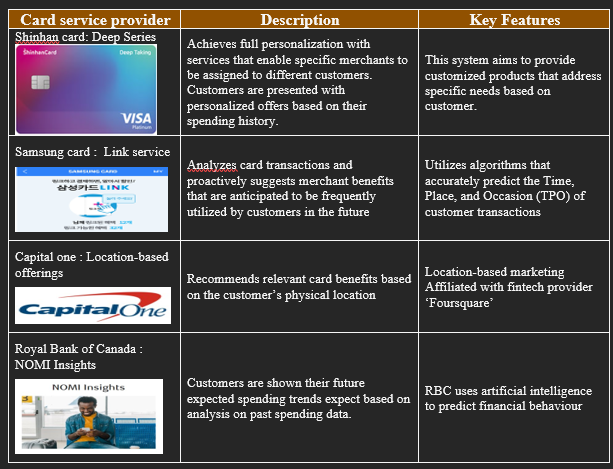 Card service provider
Description
Key Features
Shinhan card: Deep Series
ShinhanCard
Deep Taking
VISA
Platinum
Achieves full personalization with
services that enable specific merchants to
be assigned to different customers.
Customers are presented with
personalized offers based on their
spending history.
This system aims to provide
customized products that address
specific needs based on
customer.
Samsung card : Link service
SAMSUNG CARD
삼성카드LINK
Analyzes card transactions and
proactively suggests merchant benefits
that are anticipated to be frequently
utilized by customers in the future
Utilizes algorithms that
accurately predict the Time,
Place, and Occasion (TPO) of
customer transactions
Capital one : Location-based
offerings
CapitalOne
Recommends relevant card benefits based
on the customer’s physical location
Location-based marketing
Affiliated with fintech provider
‘Foursquare’
Royal Bank of Canada :
NOMI Insights
NOMI Insights
Customers are shown their future
expected spending trends expect based on
analysis on past spending data.
RBC uses artificial intelligence
to predict financial behaviour